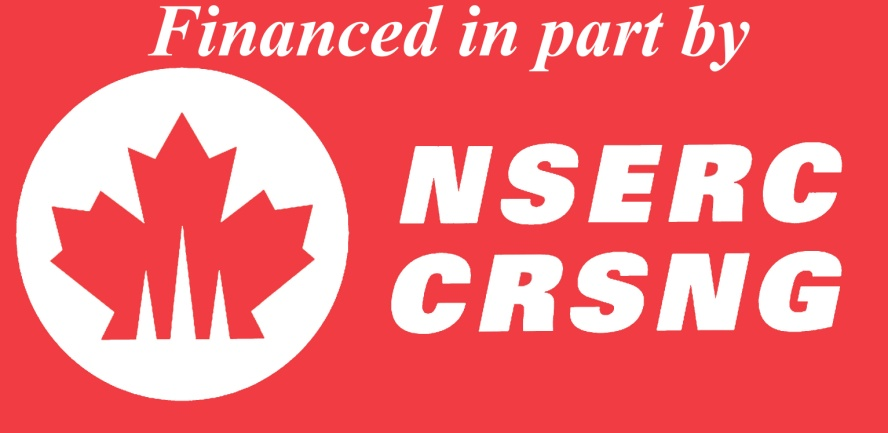 Financed in part by
NSERC
CRSNG